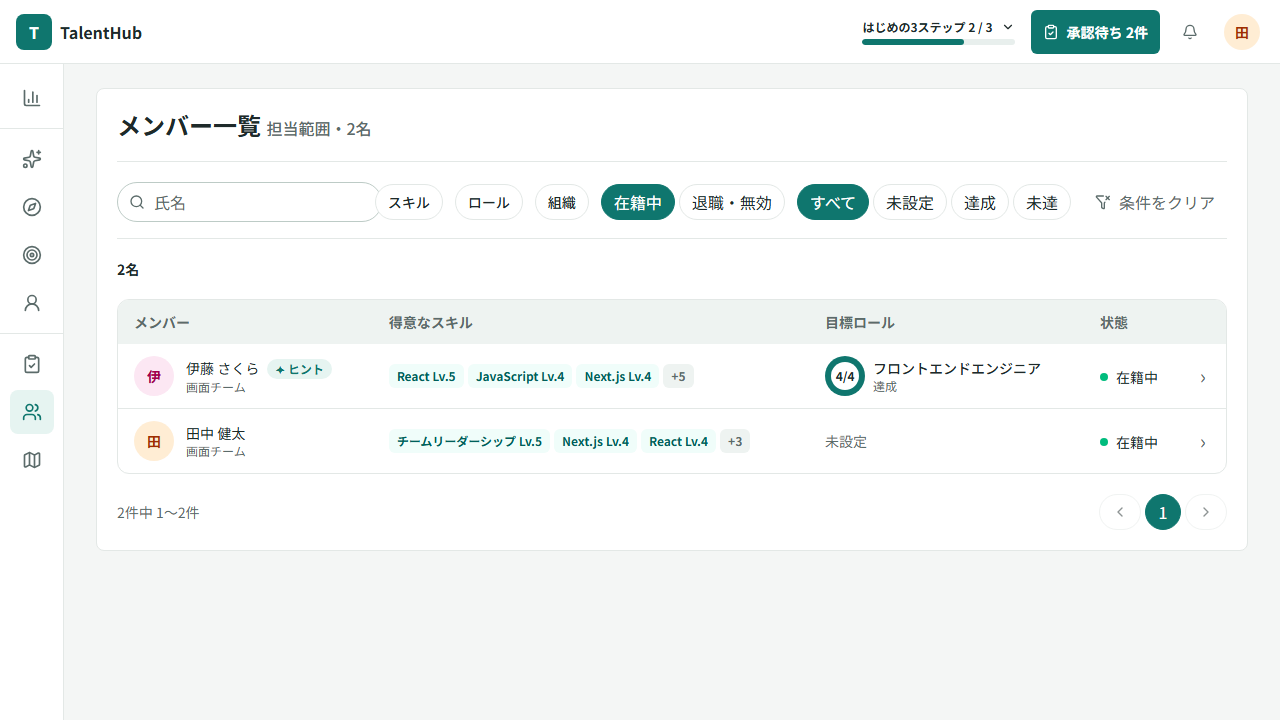 T TalentHub
はじめの3ステップ 2 / 3
承認待ち 2件
田
メンバー一覧 担当範囲・2名
氏名 スキル ロール 組織 在籍中 退職・無効 すべて 未設定 達成 未達 条件をクリア
2名
メンバー 得意なスキル 目標ロール 状態
伊 伊藤 さくら ヒント
画面チーム
React Lv.5 JavaScript Lv.4 Next.js Lv.4 +5
4/4 フロントエンドエンジニア
達成
在籍中
田 田中 健太
画面チーム
チームリーダーシップ Lv.5 Next.js Lv.4 React Lv.4 +3
未設定
在籍中
2件中 1〜2件
1